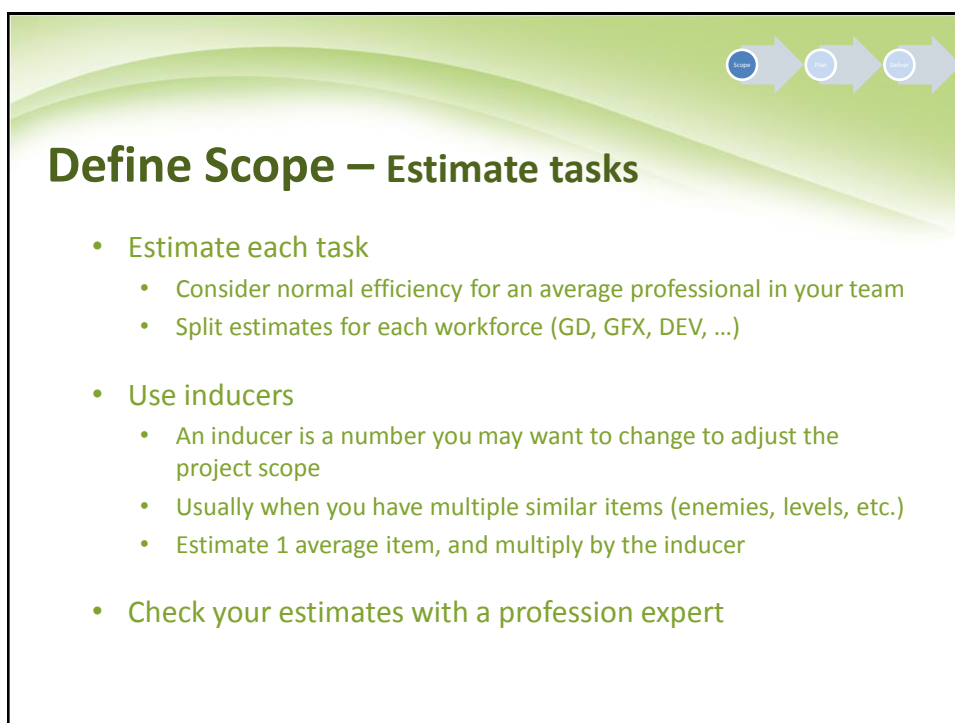 Scope
Plan
Deliver
Define Scope – Estimate tasks
• Estimate each task
• Consider normal efficiency for an average professional in your team
• Split estimates for each workforce (GD, GFX, DEV, ...)
• Use inducers
• An inducer is a number you may want to change to adjust the
project scope
• Usually when you have multiple similar items (enemies, levels, etc.)
• Estimate 1 average item, and multiply by the inducer
• Check your estimates with a profession expert